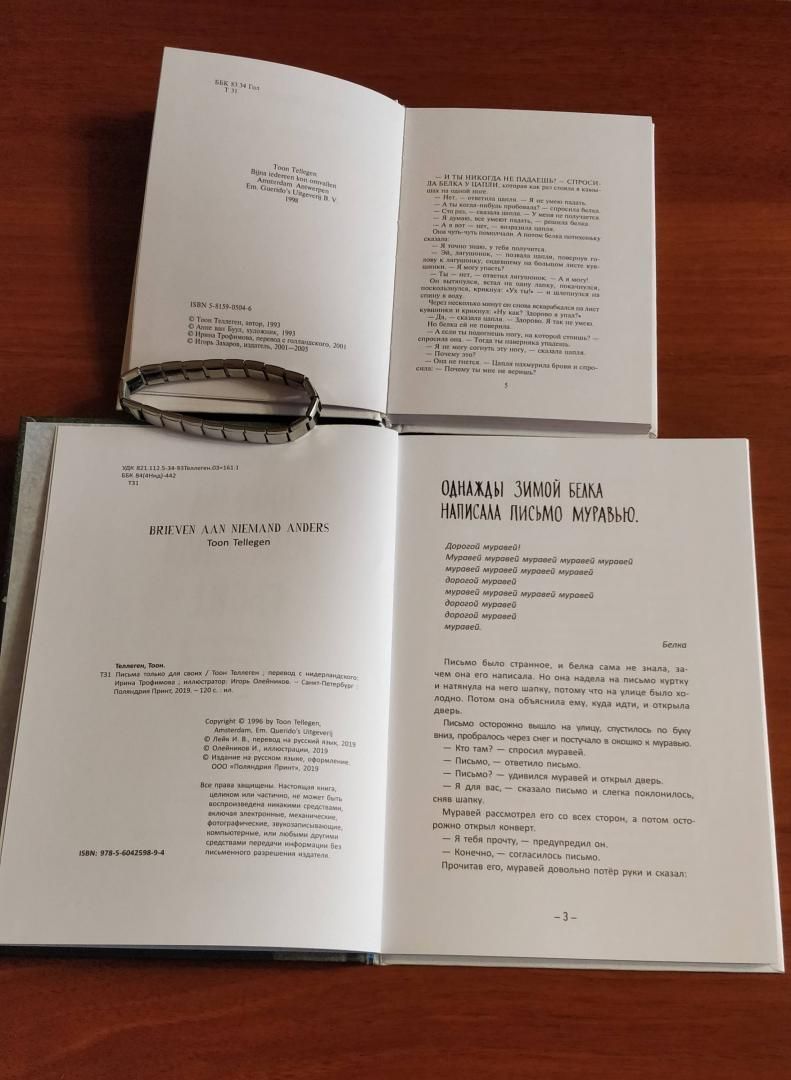 ББК 83.34 Гол
Т 31
Toon Tellegen
Bijna iedereen kon omvallen
Amsterdam Antwerpen
Em. Querido's Uitgeverij B. V.
1998
ISBN 5-8159-0504-6
© Тоон Теллеген, автор, 1993
© Анне ван Буул, художник, 1993
© Ирина Трофимова, перевод с голландского, 2001
© Игорь Захаров, издатель, 2001—2005
— И ТЫ НИКОГДА НЕ ПАДАЕШЬ? — СПРОСИ-
ЛА БЕЛКА У ЦАПЛИ, которая как раз стояла в камы-
шах на одной ноге.
— Нет, — ответила цапля. — Я не умею падать.
— А ты когда-нибудь пробовала? — спросила белка.
— Сто раз, — сказала цапля. — У меня не получается.
— Я думаю, все умеют падать, — решила белка.
— А я вот — нет, — возразила цапля.
Они чуть-чуть помолчали. А потом белка потихоньку
сказала:
— Я точно знаю, у тебя получится.
— Эй, лягушонок, — позвала цапля, повернув го-
лову к лягушонку, сидевшему на большом листе кув-
шинки. — Я могу упасть?
— Ты — нет, — ответил лягушонок. — А я могу!
Он вытянулся, встал на одну лапку, покачнулся,
поскользнулся, крикнул: «Ух ты!» — и шлепнулся на
спину в воду.
Через несколько минут он снова вскарабкался на лист
кувшинки и крикнул: «Ну как? Здорово я упал?»
— Да, — сказала цапля. — Здорово. Я так не умею.
Но белка ей не поверила.
— А если ты подогнешь ногу, на которой стоишь? —
спросила она. — Тогда ты наверняка упадешь.
— Я не могу согнуть эту ногу, — сказала цапля.
— Почему это?
— Она не гнется. — Цапля нахмурила брови и спро-
сила: — Почему ты мне не веришь?
5
УДК 821.112.5-34-93Теллеген.03=161.1
ББК 84(4Нид)-442
Т31
BRIEVEN AAN NIEMAND ANDERS
Toon Tellegen
Теллеген, Тоон.
Т31 Письма только для своих / Тоон Теллеген ; перевод с нидерландского:
Ирина Трофимова ; иллюстратор: Игорь Олейников. – Санкт-Петербург :
Поляндрия Принт, 2019. – 120 с. : ил.
Copyright © 1996 by Toon Tellegen,
Amsterdam, Em. Querido's Uitgeverij
© Лейк И. В., перевод на русский язык, 2019
© Олейников И., иллюстрации, 2019
© Издание на русском языке, оформление.
ООО «Поляндрия Принт», 2019
Все права защищены. Настоящая книга,
целиком или частично, не может быть
воспроизведена никакими средствами,
включая электронные, механические,
фотографические, звукозаписывающие,
компьютерные, или любыми другими
средствами передачи информации без
письменного разрешения издателя.
ISBN: 978-5-6042598-9-4
ОДНАЖДЫ ЗИМОЙ БЕЛКА
НАПИСАЛА ПИСЬМО МУРАВЬЮ.
Дорогой муравей!
Муравей муравей муравей муравей муравей
муравей муравей муравей муравей
дорогой муравей
муравей муравей муравей муравей
дорогой муравей
дорогой муравей
муравей.
Белка
Письмо было странное, и белка сама не знала, за-
чем она его написала. Но она надела на письмо куртку
и натянула на него шапку, потому что на улице было хо-
лодно. Потом она объяснила ему, куда идти, и открыла
дверь.
Письмо осторожно вышло на улицу, спустилось по буку
вниз, пробралось через снег и постучало в окошко к муравью.
— Кто там? — спросил муравей.
— Письмо, — ответило письмо.
— Письмо? — удивился муравей и открыл дверь.
— Я для вас, — сказало письмо и слегка поклонилось,
сняв шапку.
Муравей рассмотрел его со всех сторон, а потом осто-
рожно открыл конверт.
— Я тебя прочту, — предупредил он.
— Конечно, — согласилось письмо.
Прочитав его, муравей довольно потёр руки и сказал:
– 3 –